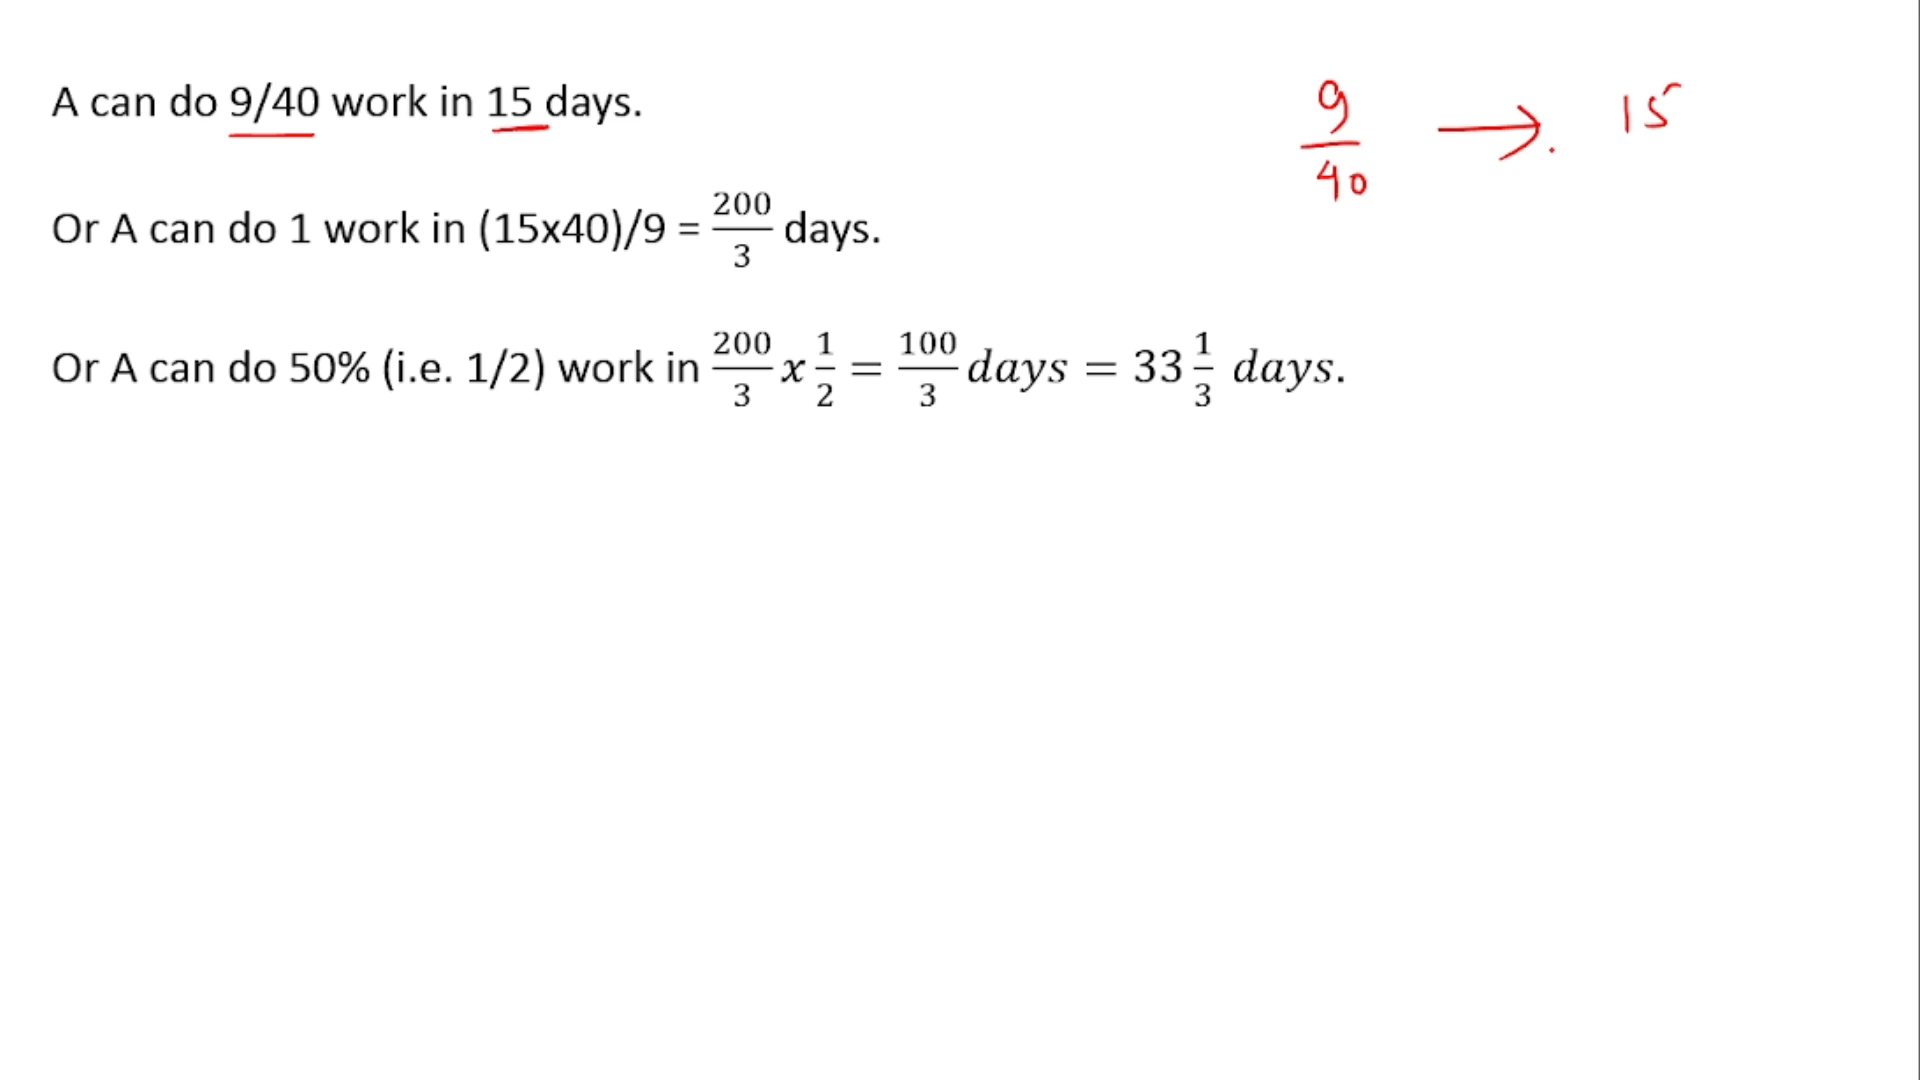 A can do 9/40 work in 15 days.
9/40 → 15
Or A can do 1 work in (15x40)/9 = 200/3 days.
Or A can do 50% (i.e. 1/2) work in 200/3 x 1/2 = 100/3 days = 33 1/3 days.